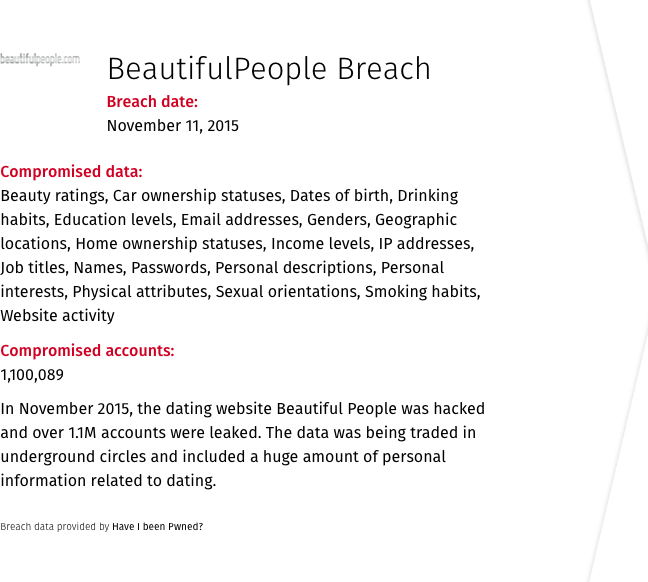 beautifulpeople.com
BeautifulPeople Breach
Breach date:
November 11, 2015
Compromised data:
Beauty ratings, Car ownership statuses, Dates of birth, Drinking
habits, Education levels, Email addresses, Genders, Geographic
locations, Home ownership statuses, Income levels, IP addresses,
Job titles, Names, Passwords, Personal descriptions, Personal
interests, Physical attributes, Sexual orientations, Smoking habits,
Website activity
Compromised accounts:
1,100,089
In November 2015, the dating website Beautiful People was hacked
and over 1.1M accounts were leaked. The data was being traded in
underground circles and included a huge amount of personal
information related to dating.
Breach data provided by Have I been Pwned?